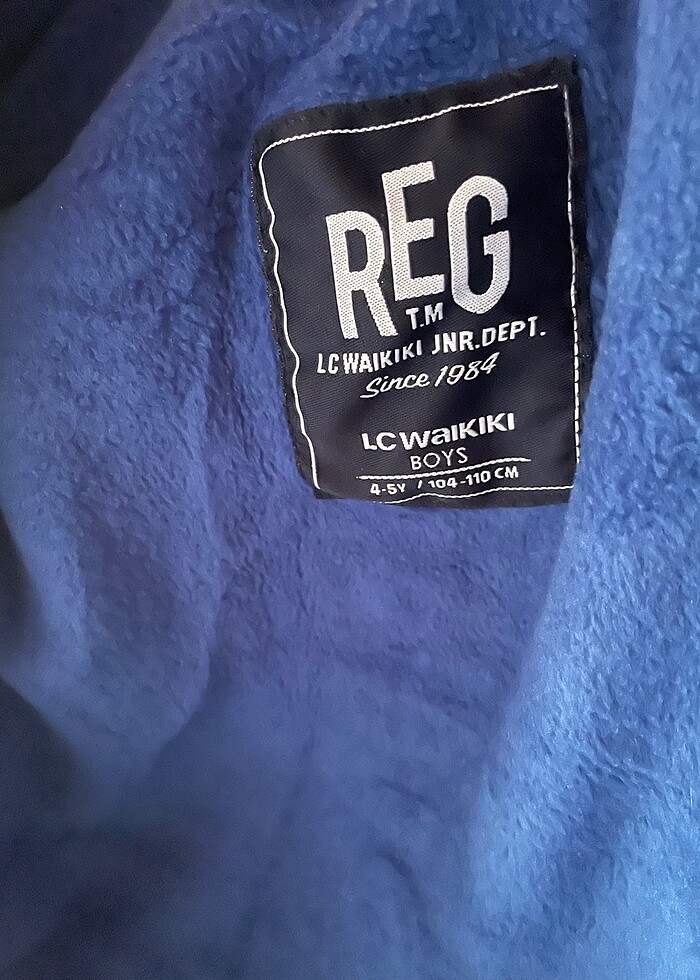 REG
T.M
LC WAIKIKI JNR.DEPT.
Since 1984
LC WAIKIKI
BOYS
4-5Y / 104-110 CM